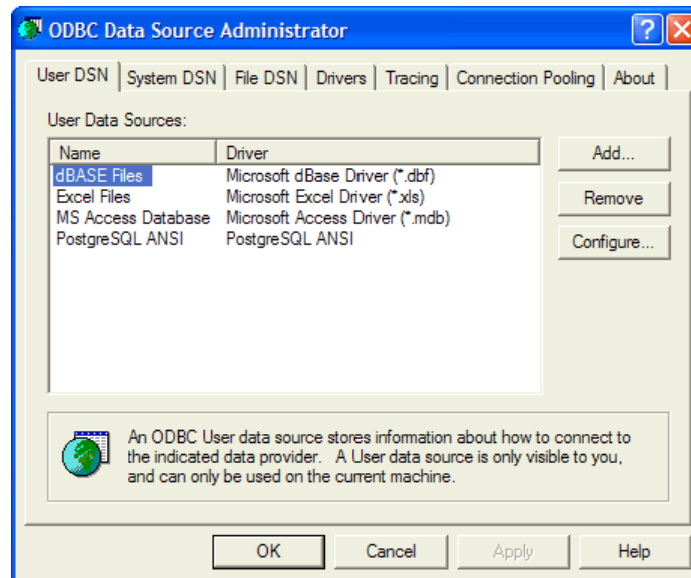 ODBC Data Source Administrator
User DSN System DSN File DSN Drivers Tracing Connection Pooling About
User Data Sources:
Name Driver
dBASE Files Microsoft dBase Driver (*.dbf)
Excel Files Microsoft Excel Driver (*.xls)
MS Access Database Microsoft Access Driver (*.mdb)
PostgreSQL ANSI PostgreSQL ANSI
Add...
Remove
Configure...
An ODBC User data source stores information about how to connect to
the indicated data provider. A User data source is only visible to you,
and can only be used on the current machine.
OK Cancel Apply Help